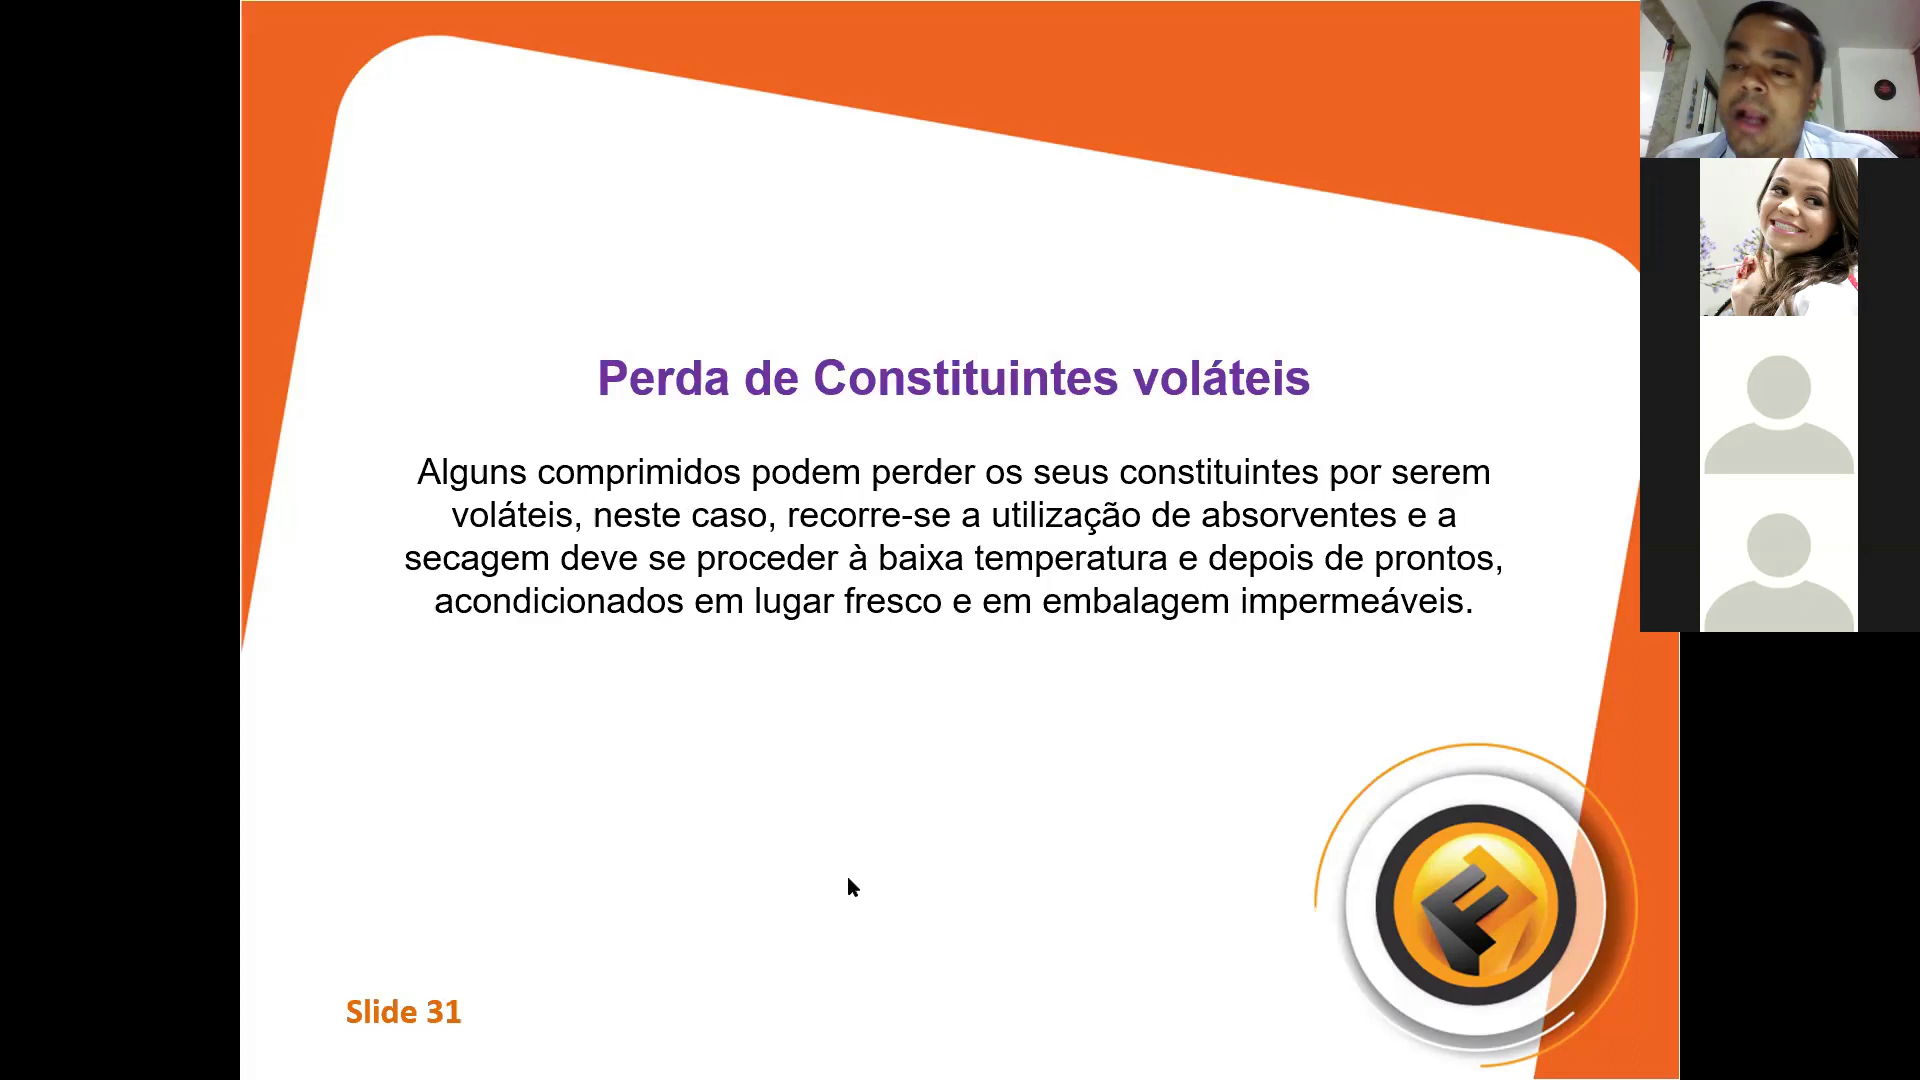 Perda de Constituintes voláteis
Alguns comprimidos podem perder os seus constituintes por serem
voláteis, neste caso, recorre-se a utilização de absorventes e a
secagem deve se proceder à baixa temperatura e depois de prontos,
acondicionados em lugar fresco e em embalagem impermeáveis.
Slide 31